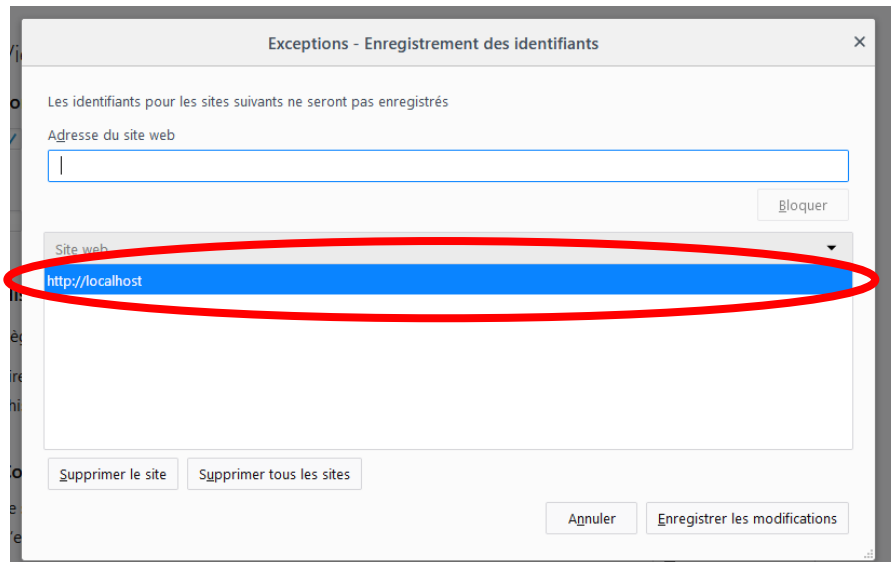 Exceptions - Enregistrement des identifiants
Les identifiants pour les sites suivants ne seront pas enregistrés
Adresse du site web
Bloquer
Site web
http://localhost
Supprimer le site
Supprimer tous les sites
Annuler
Enregistrer les modifications